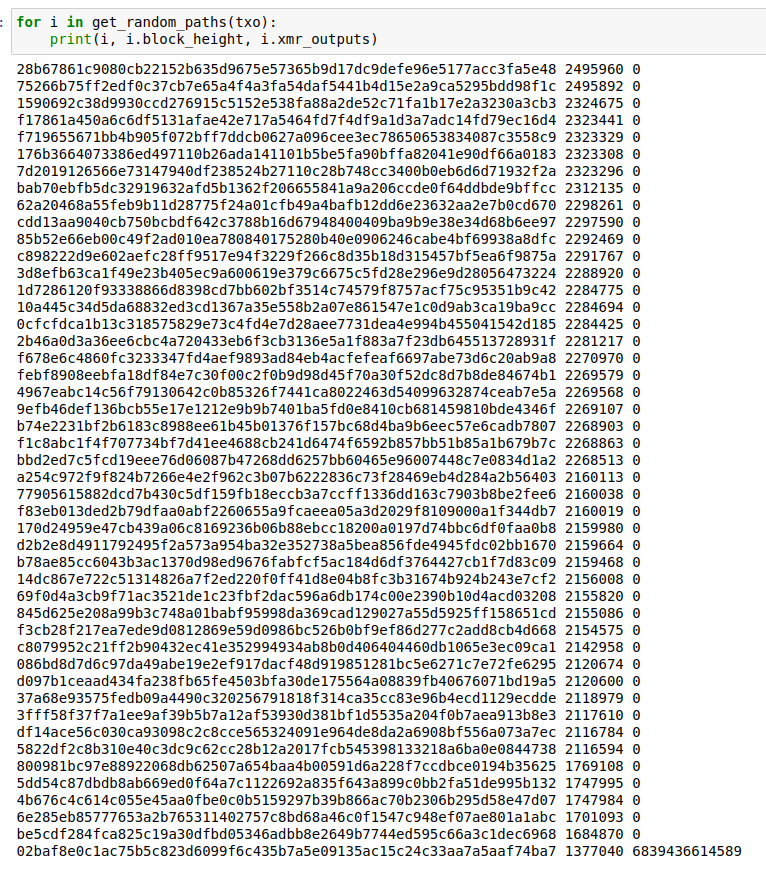 for i in get_random_paths(txo):
    print(i, i.block_height, i.xmr_outputs)
28b67861c9080cb22152b635d9675e57365b9d17dc9defe96e5177acc3fa5e48 2495960 0
75266b75ff2edf0c37cb7e65a4f4a3fa54daf5441b4d15e2a9ca5295bdd98f1c 2495892 0
1590692c38d9930ccd276915c5152e538fa88a2de52c71fa1b17e2a3230a3cb3 2324675 0
f17861a450a6c6df5131afae42e717a5464fd7f4df9a1d3a7adc14fd79ec16d4 2323441 0
f719655671bb4b905f072bff7ddcb0627a096cee3ec78650653834087c3558c9 2323329 0
176b3664073386ed497110b26ada141101b5be5fa90bffa82041e90df66a0183 2323308 0
7d2019126566e73147940df238524b27110c28b748cc3400b0eb6d6d71932f2a 2323296 0
bab70ebfb5dc32919632afd5b1362f206655841a9a206ccde0f64ddbde9bffcc 2312135 0
62a20468a55feb9b11d28775f24a01cfb49a4bafb12dd6e23632aa2e7b0cd670 2298261 0
cdd13aa9040cb750bcbdf642c3788b16d67948400409ba9b9e38e34d68b6ee97 2297590 0
85b52e66eb00c49f2ad010ea780840175280b40e0906246cabe4bf69938a8dfc 2292469 0
c898222d9e602aefc28ff9517e94f3229f266c8d35b18d315457bf5ea6f9875a 2291767 0
3d8efb63ca1f49e23b405ec9a600619e379c6675c5fd28e296e9d28056473224 2288920 0
1d7286120f93338866d8398cd7bb602bf3514c74579f8757acf75c95351b9c42 2284775 0
10a445c34d5da68832ed3cd1367a35e558b2a07e861547e1c0d9ab3ca19ba9cc 2284694 0
0cfcfdca1b13c318575829e73c4fd4e7d28aee7731dea4e994b455041542d185 2284425 0
2b46a0d3a36ee6cbc4a720433eb6f3cb3136e5a1f883a7f23db645513728931f 2281217 0
f678e6c4860fc3233347fd4aef9893ad84eb4acfefeaf6697abe73d6c20ab9a8 2270970 0
febf8908eebfa18df84e7c30f00c2f0b9d98d45f70a30f52dc8d7b8de84674b1 2269579 0
4967eabc14c56f79130642c0b85326f7441ca8022463d54099632874ceab7e5a 2269568 0
9efb46def136bcb55e17e1212e9b9b7401ba5fd0e8410cb681459810bde4346f 2269107 0
b74e2231bf2b6183c8988ee61b45b01376f157bc68d4ba9b6eec57e6cadb7807 2268903 0
f1c8abc1f4f707734bf7d41ee4688cb241d6474f6592b857bb51b85a1b679b7c 2268863 0
bbd2ed7c5fcd19eee76d06087b47268dd6257bb60465e96007448c7e0834d1a2 2268513 0
a254c972f9f824b7266e4e2f962c3b07b6222836c73f28469eb4d284a2b56403 2160113 0
77905615882dcd7b430c5df159fb18eccb3a7ccff1336dd163c7903b8be2fee6 2160038 0
f83eb013ded2b79dfaa0abf2260655a9fcaeea05a3d2029f8109000a1f344db7 2160019 0
170d24959e47cb439a06c8169236b06b88ebcc18200a0197d74bbc6df0faa0b8 2159980 0
d2b2e8d4911792495f2a573a954ba32e352738a5bea856fde4945fdc02bb1670 2159664 0
b78ae85cc6043b3ac1370d98ed9676fabfcf5ac184d6df3764427cb1f7d83c09 2159468 0
14dc867e722c51314826a7f2ed220f0ff41d8e04b8fc3b31674b924b243e7cf2 2156008 0
69f0d4a3cb9f71ac3521de1c23fbf2dac596a6db174c00e2390b10d4acd03208 2155820 0
845d625e208a99b3c748a01babf95998da369cad129027a55d5925ff158651cd 2155086 0
f3cb28f217ea7ede9d0812869e59d0986bc526b0bf9ef86d277c2add8cb4d668 2154575 0
c8079952c21ff2b90432ec41e352994934ab8b0d406404460db1065e3ec09ca1 2142958 0
086bd8d7d6c97da49abe19e2ef917dacf48d919851281bc5e6271c7e72fe6295 2120674 0
d097b1ceaad434fa238fb65fe4503bfa30de175564a08839fb40676071bd19a5 2120600 0
37a68e93575fedb09a4490c320256791818f314ca35cc83e96b4ecd1129ecdde 2118979 0
3fff58f37f7a1ee9af39b5b7a12af53930d381bf1d5535a204f0b7aea913b8e3 2117610 0
df14ace56c030ca93098c2c8cce565324091e964de8da2a6908bf556a073a7ec 2116784 0
5822df2c8b310e40c3dc9c62cc28b12a2017fcb545398133218a6ba0e0844738 2116594 0
800981bc97e88922068db62507a654baa4b00591d6a228f7ccdbce0194b35625 1769108 0
5dd54c87dbdb8ab669ed0f64a7c1122692a835f643a899c0bb2fa51de995b132 1747995 0
4b676c4c614c055e45aa0fbe0c0b5159297b39b866ac70b2306b295d58e47d07 1747984 0
6e285eb85777653a2b765311402757c8bd68a46c0f1547c948ef07ae801a1abc 1701093 0
be5cdf284fca825c19a30dfbd05346adbb8e2649b7744ed595c66a3c1dec6968 1684870 0
02baf8e0c1ac75b5c823d6099f6c435b7a5e09135ac15c24c33aa7a5aaf74ba7 1377040 6839436614589